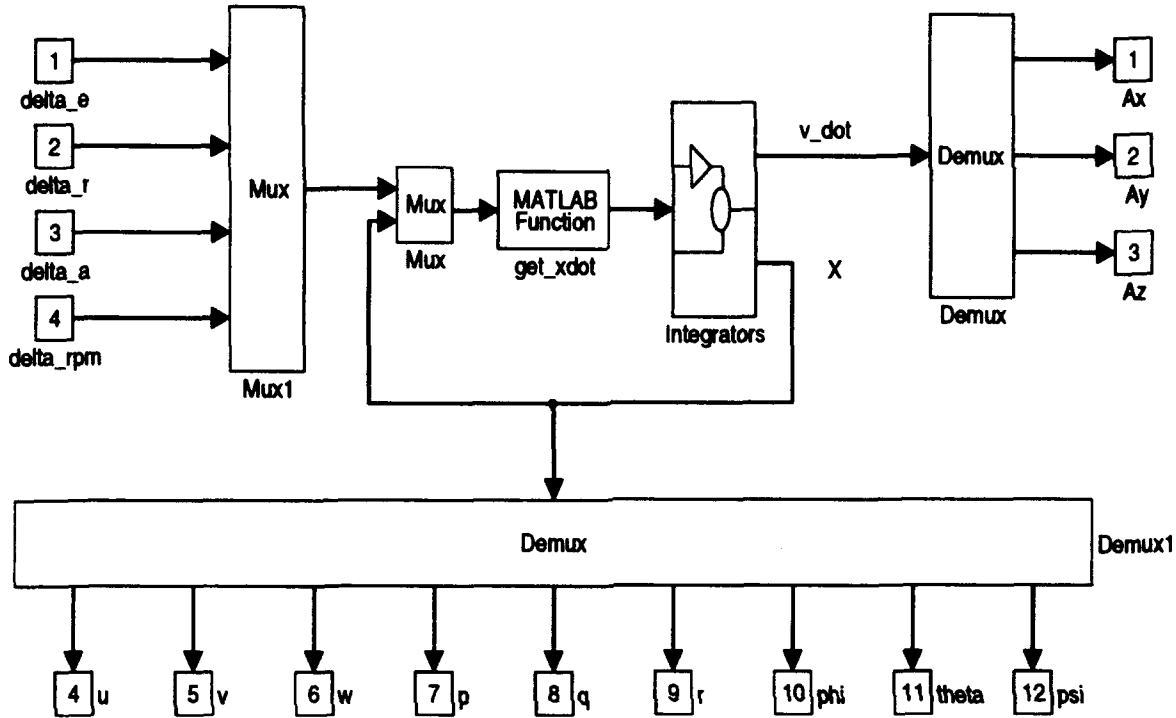 1
delta_e
2
delta_r
3
delta_a
4
delta_rpm
Mux
Mux1
Mux
Mux
MATLAB
Function
get_xdot
Integrators
v_dot
X
Demux
Demux
1
Ax
2
Ay
3
Az
Demux
Demux1
4 u
5 v
6 w
7 p
8 q
9 r
10 phi
11 theta
12 psi